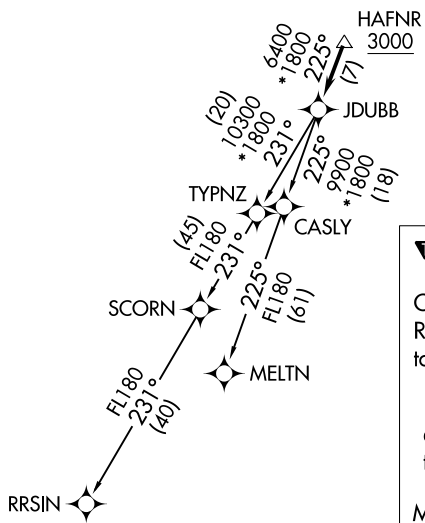 HAFNR
3000
6400
*1800
225°
(7)
JDUBB
(20)
10300
*1800
231°
225°
9900
*1800
(18)
TYPNZ
CASLY
(45)
FL180
231°
225°
FL180
(61)
SCORN
MELTN
FL180
231°
(40)
RRSIN